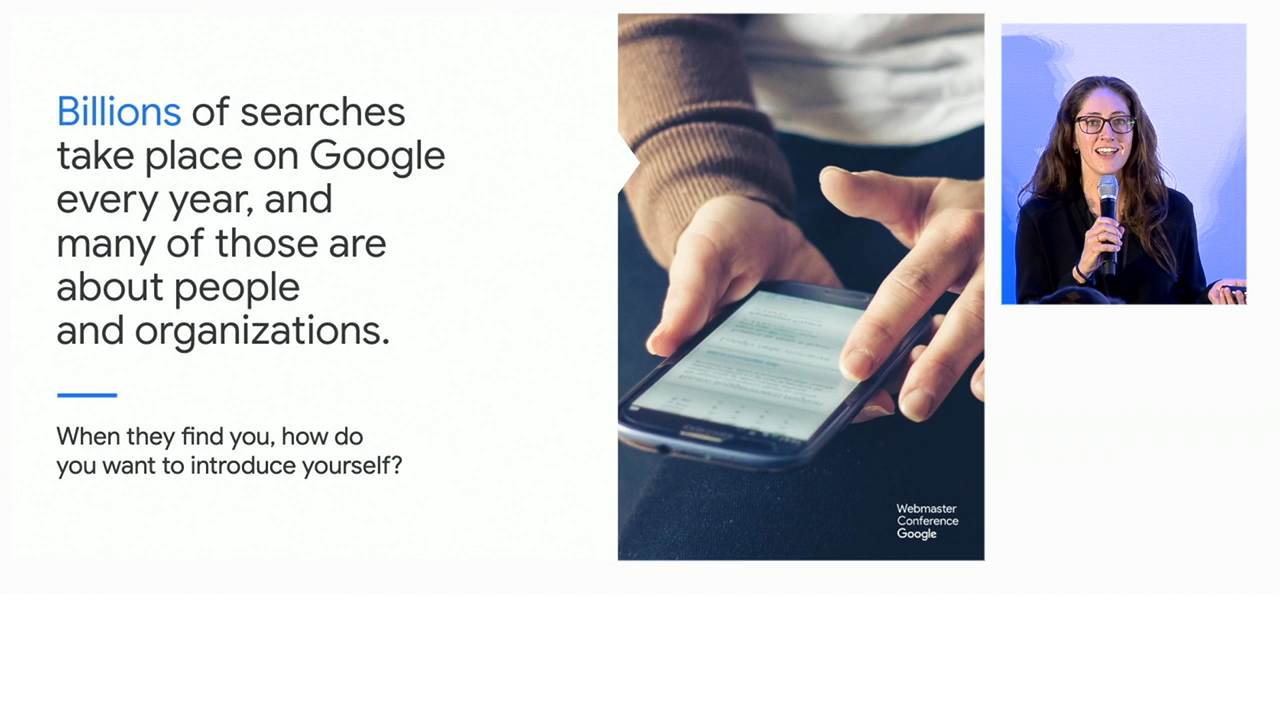 Billions of searches
take place on Google
every year, and
many of those are
about people
and organizations.
When they find you, how do
you want to introduce yourself?
SAMSUNG
Webmaster
Conference
Google